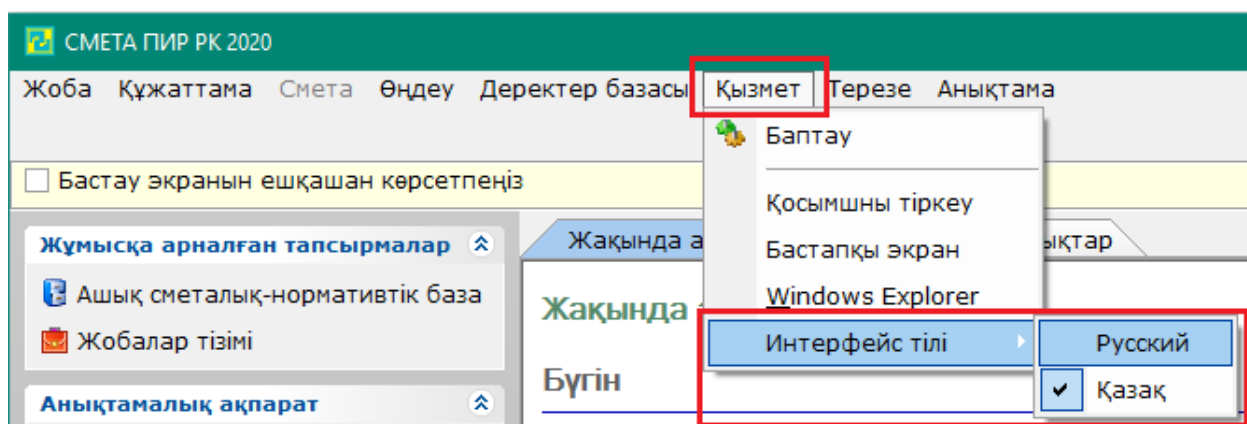 СМЕТА ПИР РК 2020
Жоба Құжаттама Смета Өңдеу Деректер базасы Қызмет Терезе Анықтама
Баптау
Бастау экранын ешқашан көрсетпеңіз
Қосымшны тіркеу
Жұмысқа арналған тапсырмалар
Жақында
Бастапқы экран
Ашық сметалық-нормативтік база
Жақында
Windows Explorer
Жобалар тізімі
Интерфейс тілі
Русский
Бүгін
Қазақ
Анықтамалық ақпарат